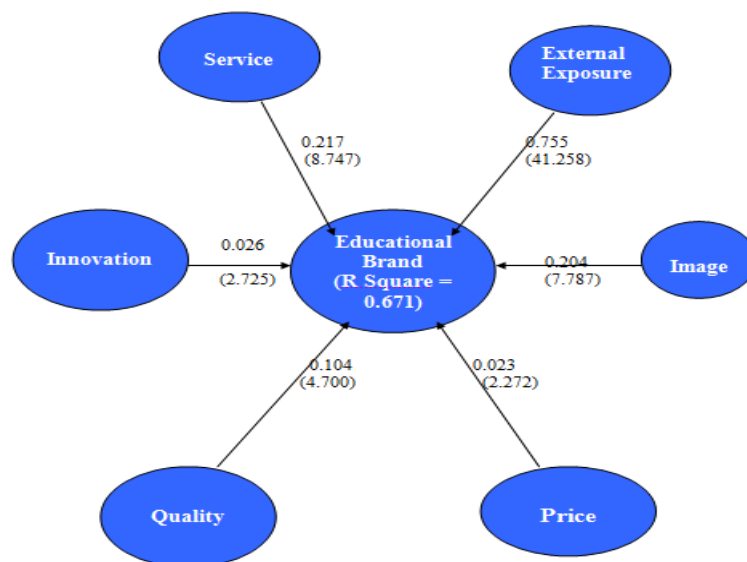 Service
External
Exposure
0.217
(8.747)
0.755
(41.258)
Innovation
0.026
(2.725)
Educational
Brand
(R Square =
0.671)
0.204
(7.787)
Image
0.104
(4.700)
0.023
(2.272)
Quality
Price